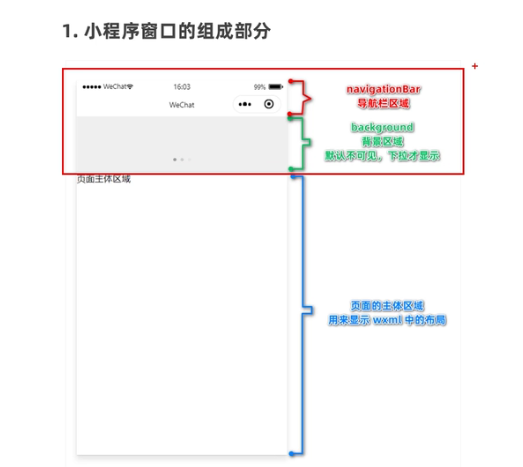 1. 小程序窗口的组成部分
WeChat
16:03
99%
WeChat
navigationBar
导航栏区域
background
背景区域
默认不可见，下拉才显示
页面主体区域
页面的主体区域
用来显示 wxml 中的布局